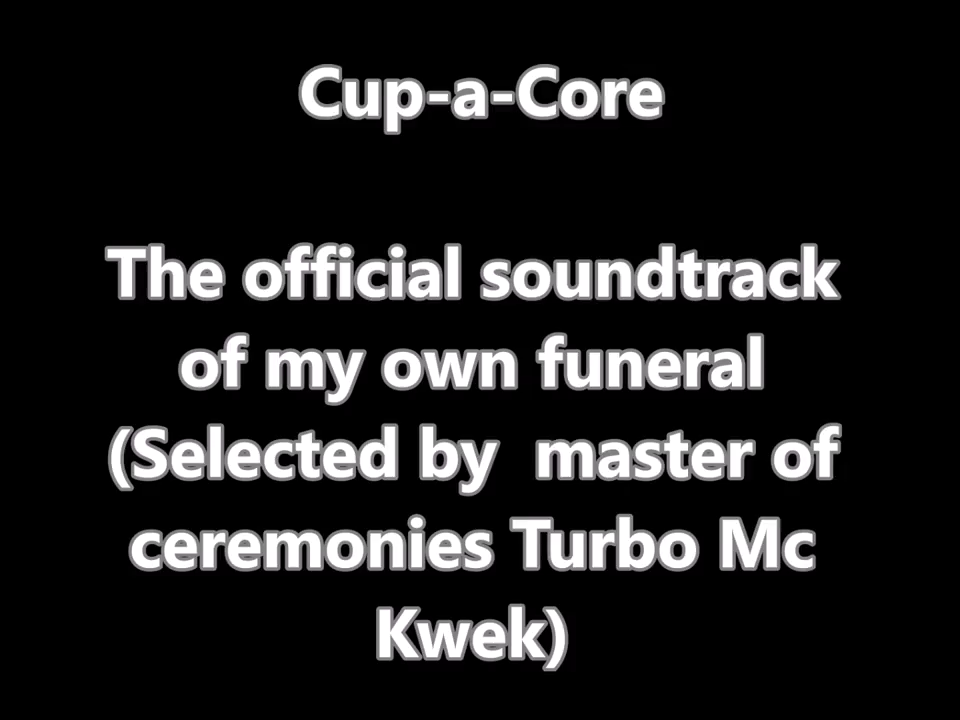 Cup-a-Core
The official soundtrack
of my own funeral
(Selected by  master of
ceremonies Turbo Mc
Kwek)